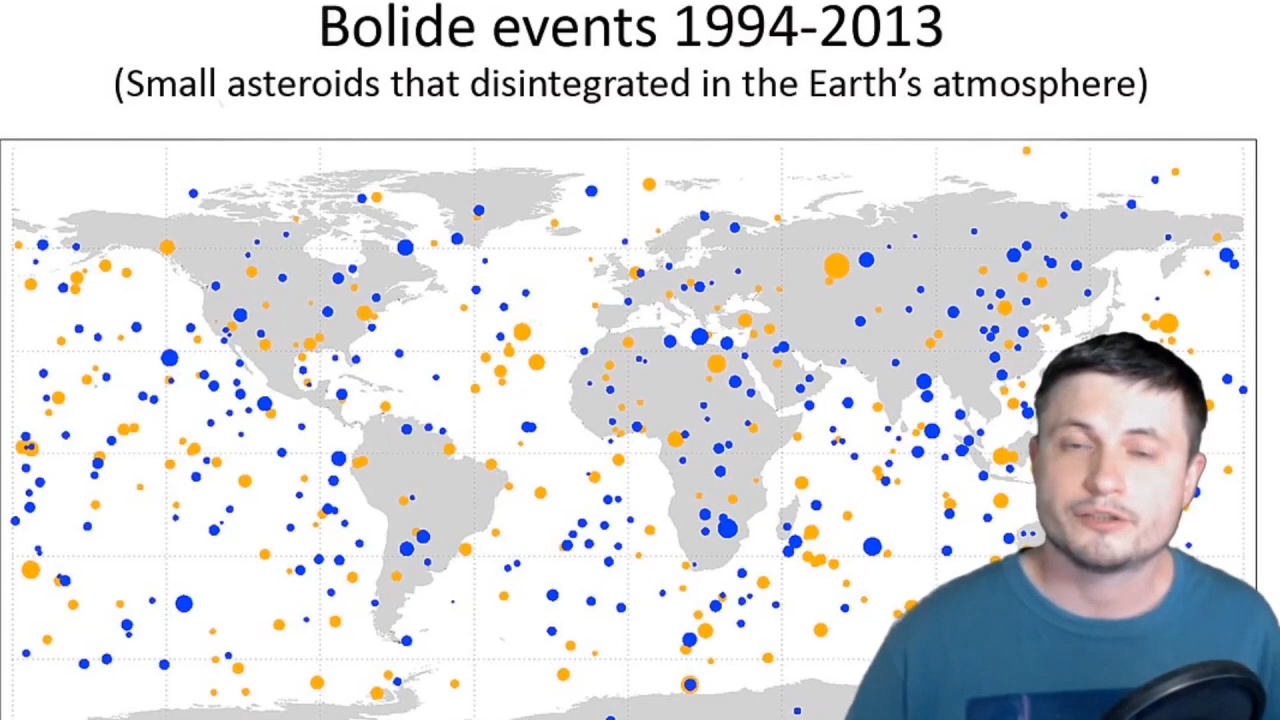 Bolide events 1994-2013
(Small asteroids that disintegrated in the Earth’s atmosphere)